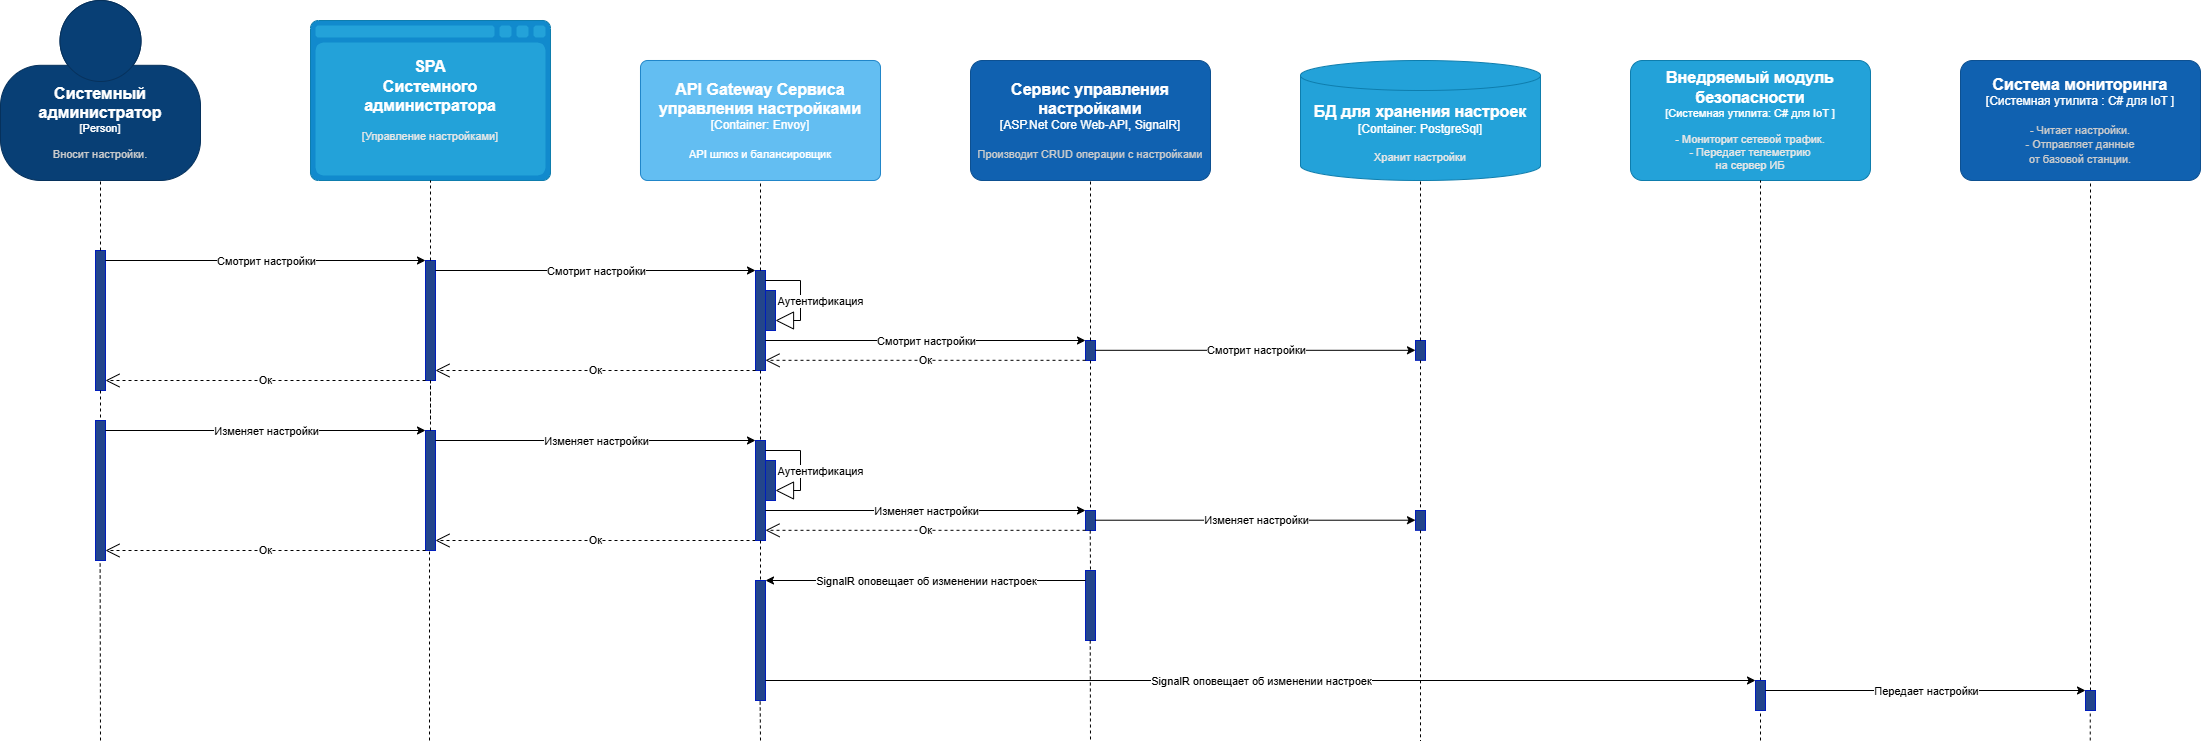 Системный
администратор
[Person]
Вносит настройки.
SPA
Системного
администратора
[Управление настройками]
API Gateway Сервиса
управления настройками
[Container: Envoy]
API шлюз и балансировщик
Сервис управления
настройками
[ASP.Net Core Web-API, SignalR]
Производит CRUD операции с настройками
БД для хранения настроек
[Container: PostgreSql]
Хранит настройки
Внедряемый модуль
безопасности
[Системная утилита: C# для IoT ]
- Мониторит сетевой трафик.
- Передает телеметрию
на сервер ИБ
Система мониторинга
[Системная утилита : C# для IoT ]
- Читает настройки.
- Отправляет данные
от базовой станции.
Смотрит настройки
Смотрит настройки
Аутентификация
Смотрит настройки
Смотрит настройки
Ок
Ок
Ок
Изменяет настройки
Изменяет настройки
Аутентификация
Изменяет настройки
Изменяет настройки
Ок
Ок
Ок
SignalR оповещает об изменении настроек
SignalR оповещает об изменении настроек
Передает настройки